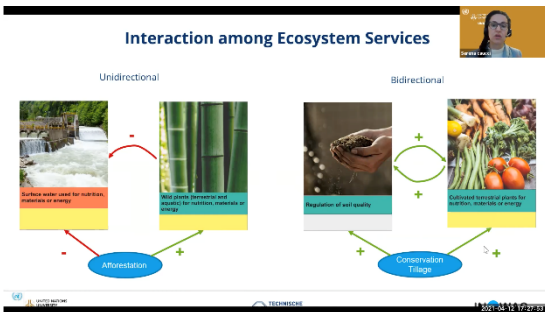 Interaction among Ecosystem Services
Unidirectional
Bidirectional
-
+
+
Surface water used for nutrition,
materials or energy
Wild plants (terrestrial and
aquatic) for nutrition, materials or
energy
Regulation of soil quality
Cultivated terrestrial plants for
nutrition, materials or energy
-
Afforestation
+
+
Conservation
Tillage
+
UNITED NATIONS
UNIVERSITY
TECHNISCHE
2021-04-12 17:27:53